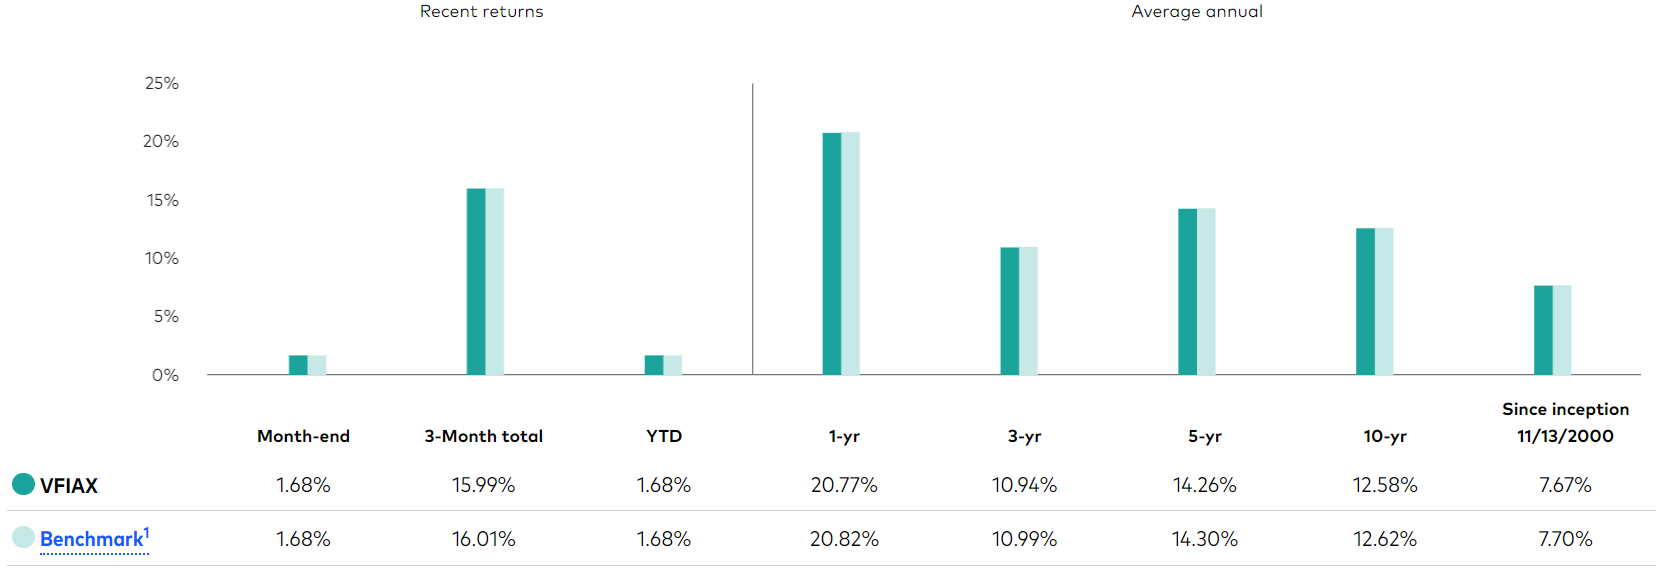 Recent returns Average annual
25%
20%
15%
10%
5%
0%
Since inception
Month-end 3-Month total YTD 1-yr 3-yr 5-yr 10-yr 11/13/2000
VFIAX 1.68% 15.99% 1.68% 20.77% 10.94% 14.26% 12.58% 7.67%
Benchmark1 1.68% 16.01% 1.68% 20.82% 10.99% 14.30% 12.62% 7.70%